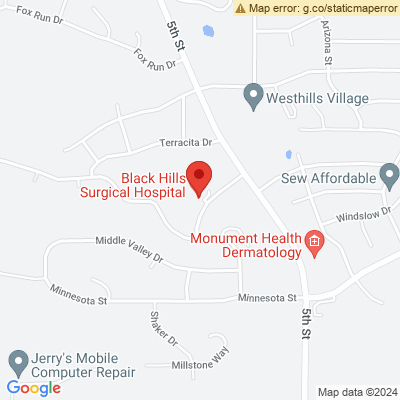 Map error: g.co/staticmaperror
Fox Run Dr
5th St
Arizona St
Fox Run Dr
Westhills Village
Terracita Dr
Black Hills
Surgical Hospital
Sew Affordable
Windslow Dr
Monument Health
Dermatology
Middle Valley Dr
Minnesota St
Minnesota St
5th St
Shaker Dr
Jerry's Mobile
Computer Repair
Millstone Way
Google
Map data ©2024